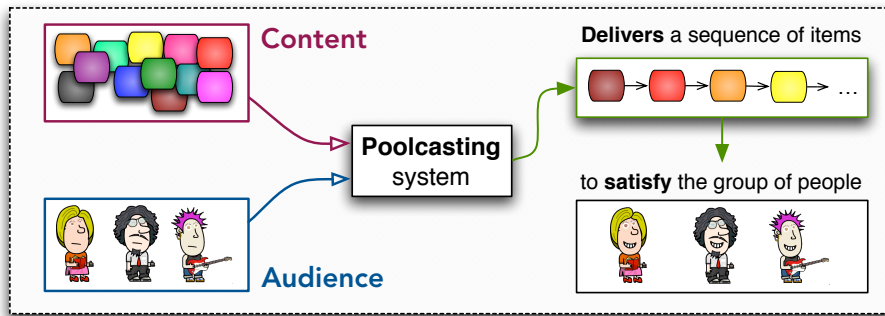 Content
Delivers a sequence of items
...
Poolcasting
system
to satisfy the group of people
Audience